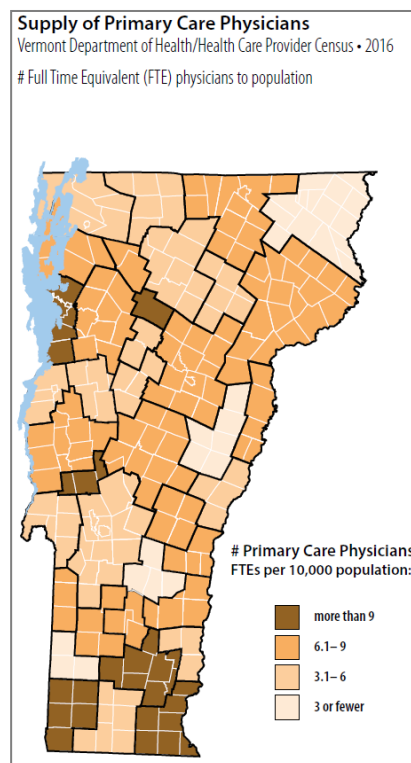 Supply of Primary Care Physicians
Vermont Department of Health/Health Care Provider Census • 2016
# Full Time Equivalent (FTE) physicians to population
# Primary Care Physicians
FTEs per 10,000 population:
more than 9
6.1– 9
3.1– 6
3 or fewer